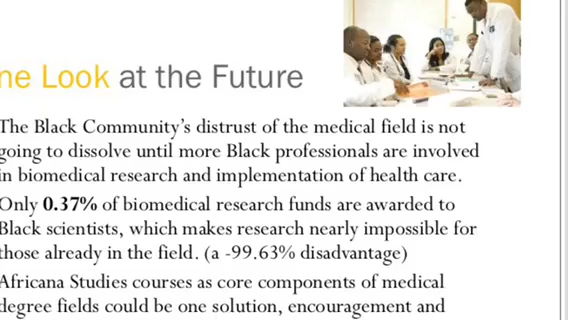 ne Look at the Future
The Black Community's distrust of the medical field is not
going to dissolve until more Black professionals are involved
in biomedical research and implementation of health care.
Only 0.37% of biomedical research funds are awarded to
Black scientists, which makes research nearly impossible for
those already in the field. (a -99.63% disadvantage)
Africana Studies courses as core components of medical
degree fields could be one solution, encouragement and